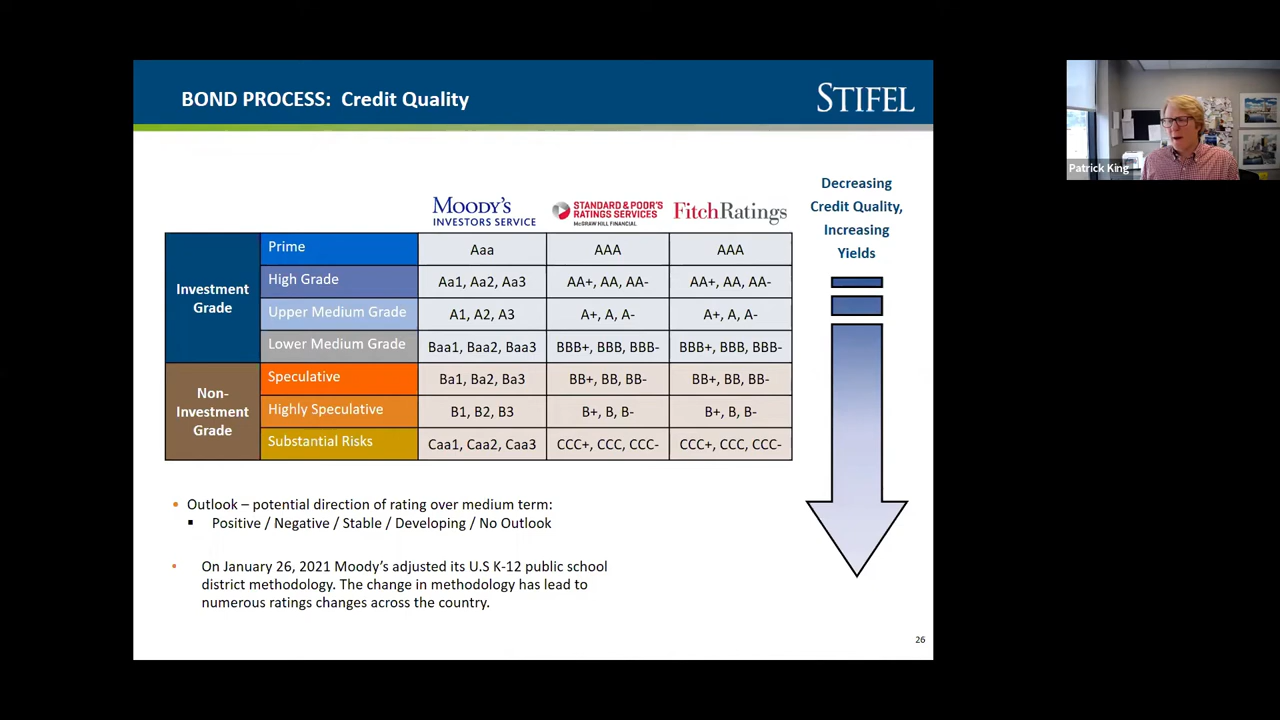 BOND PROCESS: Credit Quality
STIFEL
Patrick King
Decreasing
Credit Quality,
Increasing
Yields
MOODY'S
INVESTORS SERVICE
STANDARD & POOR'S
RATINGS SERVICES
McGRAW HILL FINANCIAL
FitchRatings
Investment
Grade
Prime
Aaa
AAA
AAA
High Grade
Aa1, Aa2, Aa3
AA+, AA, AA-
AA+, AA, AA-
Upper Medium Grade
A1, A2, A3
A+, A, A-
A+, A, A-
Lower Medium Grade
Baa1, Baa2, Baa3
BBB+, BBB, BBB-
BBB+, BBB, BBB-
Non-
Investment
Grade
Speculative
Ba1, Ba2, Ba3
BB+, BB, BB-
BB+, BB, BB-
Highly Speculative
B1, B2, B3
B+, B, B-
B+, B, B-
Substantial Risks
Caa1, Caa2, Caa3
CCC+, CCC, CCC-
CCC+, CCC, CCC-
• Outlook – potential direction of rating over medium term:
▪ Positive / Negative / Stable / Developing / No Outlook
• On January 26, 2021 Moody's adjusted its U.S K-12 public school
district methodology. The change in methodology has lead to
numerous ratings changes across the country.
26